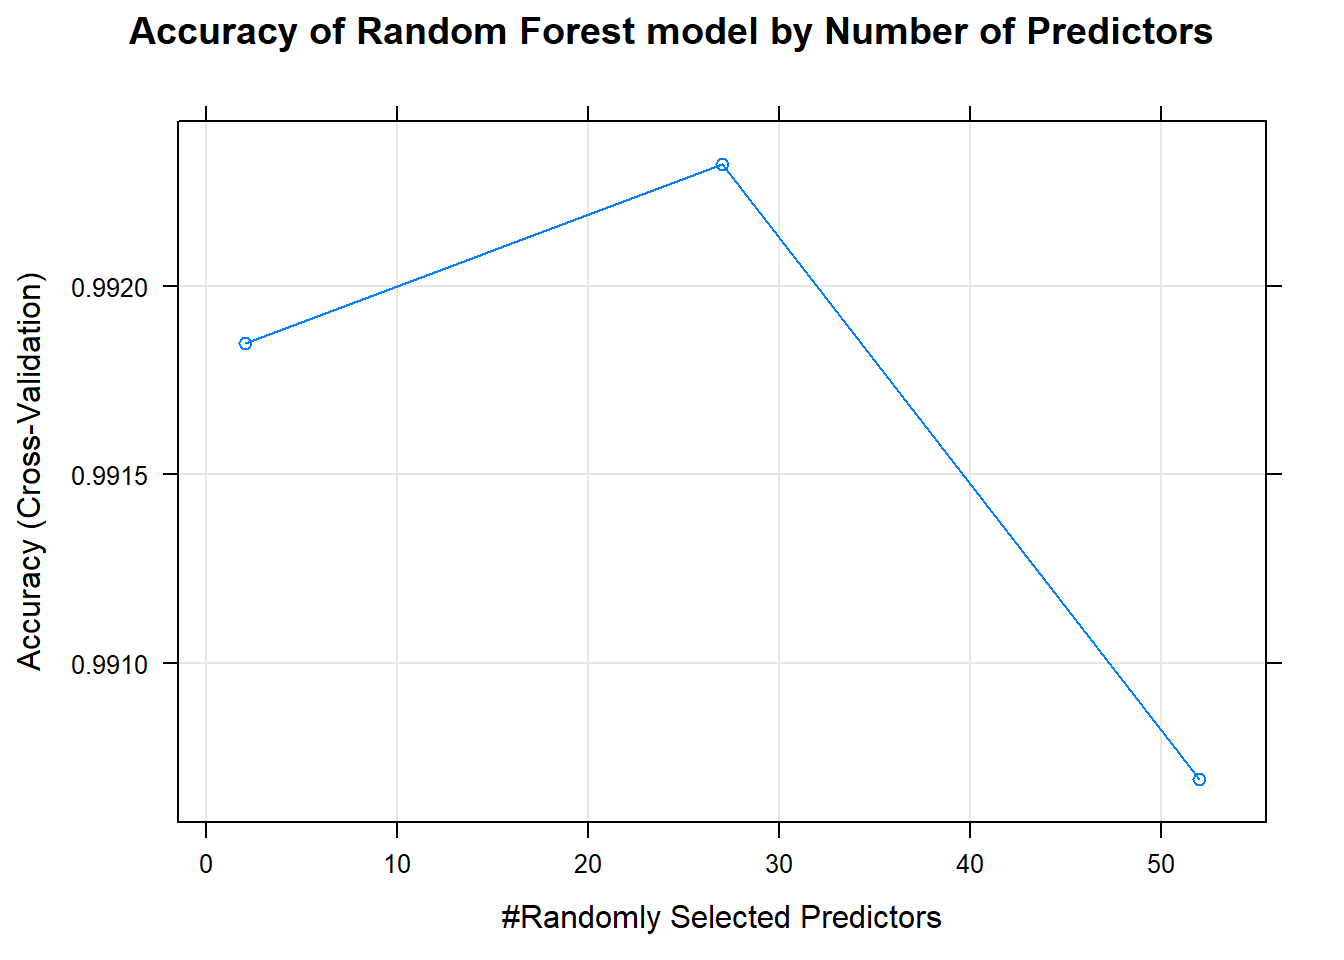 Accuracy of Random Forest model by Number of Predictors
Accuracy (Cross-Validation)
0.9920
0.9915
0.9910
0 10 20 30 40 50
#Randomly Selected Predictors